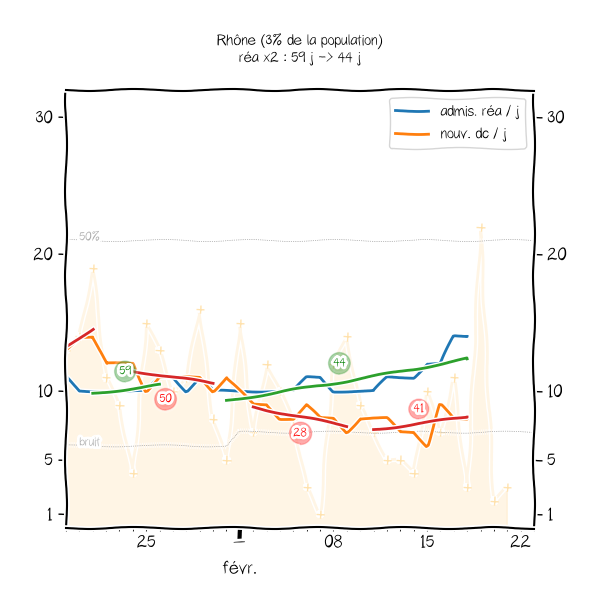 Rhône (3% de la population)
réa x2 : 59 j -> 44 j
admis. réa / j
nouv. dc / j
30 30
50%
20 20
44
59
50
41
10 10
28
bruit
5 5
1 1
25 1 08 15 22
févr.